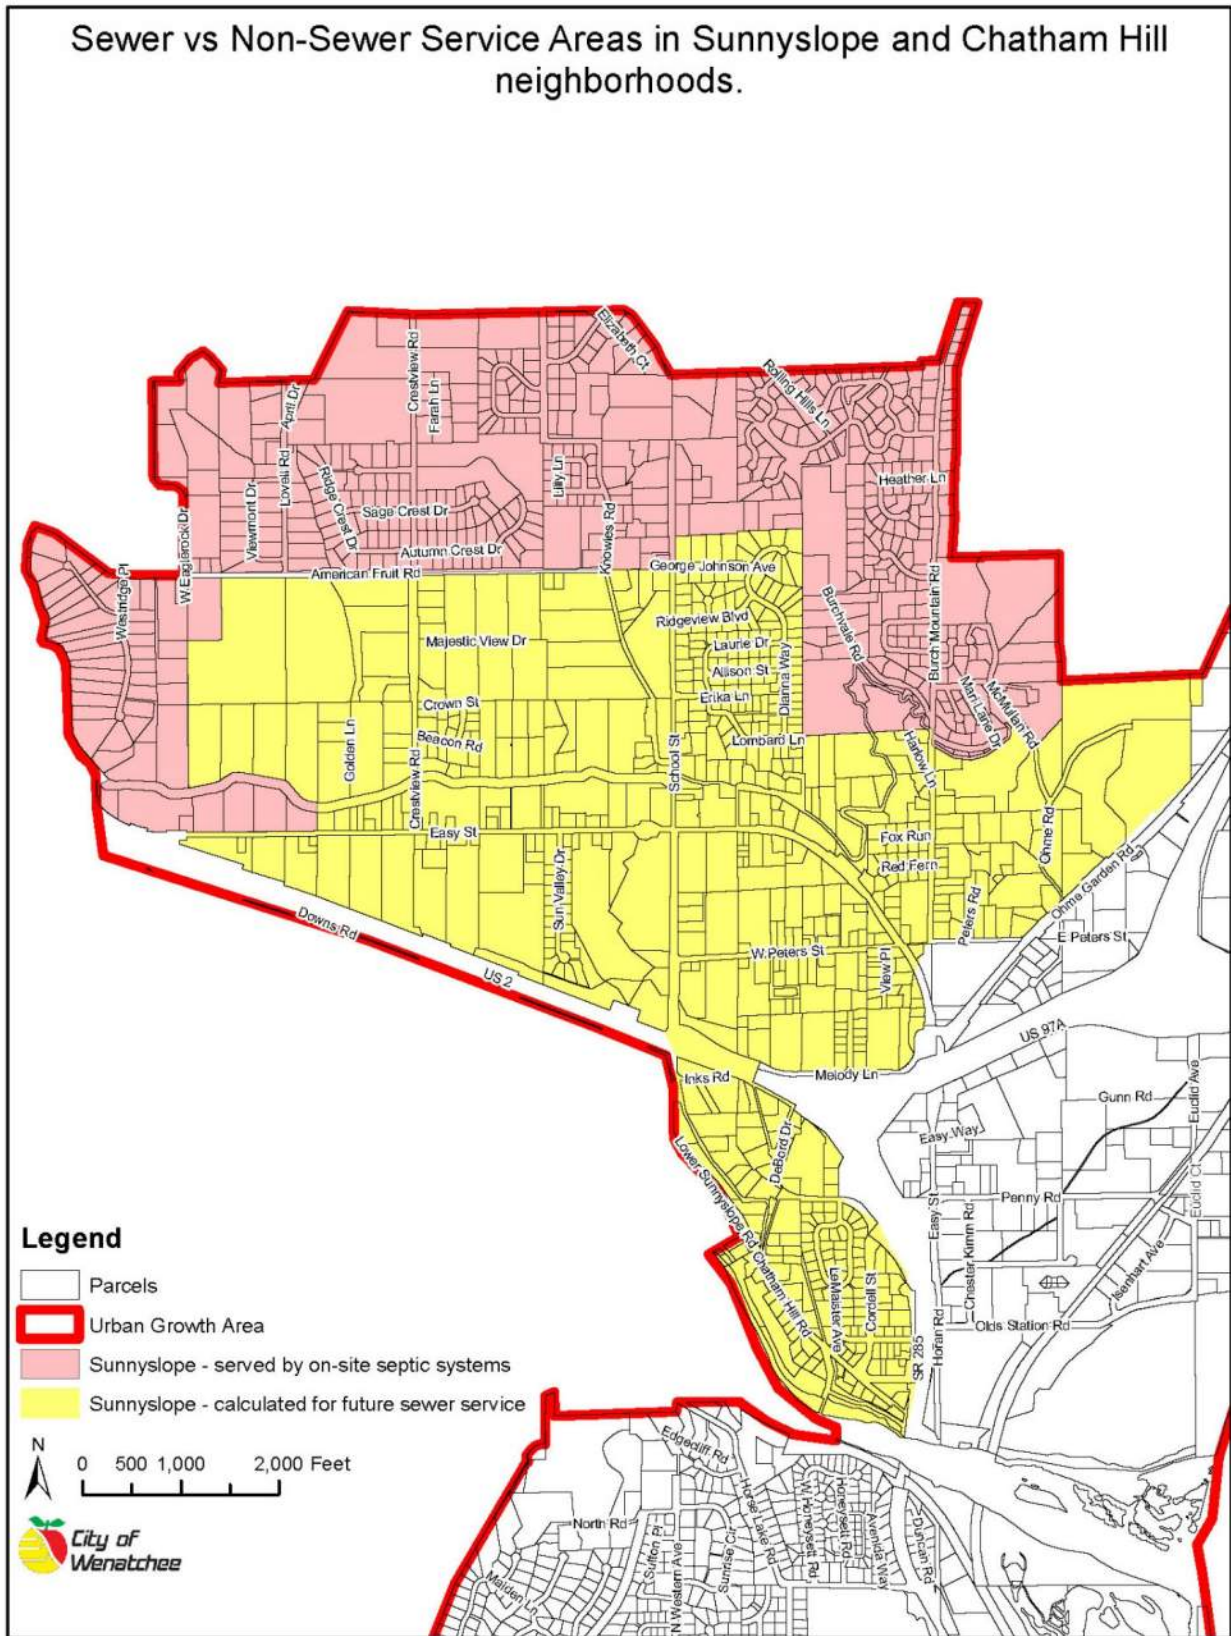 Sewer vs Non-Sewer Service Areas in Sunnyslope and Chatham Hill
neighborhoods.
Elizabeth Ct
Crestview Rd
Rolling Hills Ln
April Dr
Farah Ln
Lovell Rd
Lilly Ln
Heather Ln
Ridge Crest Dr
Viewmont Dr
Sage Crest Dr
W. Eaglerock Dr
Autumn Crest Dr
Knowles Rd
American Fruit Rd
George Johnson Ave
Westridge Pl
Burchvale Rd
Burch Mountain Rd
Ridgeview Blvd
Majestic View Dr
Laurie Dr
Allison St
Dianna Way
Erika Ln
Crown St
Mari Lane Dr
McMullan Rd
Golden Ln
Beacon Rd
Lombard Ln
School St
Harlow Ln
Crestview Rd
Easy St
Fox Run
Ohme Rd
Red Fern
Sun Valley Dr
Ohme Garden Rd
Peters Rd
Downs Rd
E Peters St
W. Peters St
View Pl
US 2
US 97A
Inks Rd
Melody Ln
Euclid Ave
Gunn Rd
Easy Way
DeBord Dr
Lower Sunnyslope Rd
Penny Rd
Euclid Ct
Easy St
Chester Kimm Rd
Isenhart Ave
Chatham Hill Rd
LeMaister Ave
Cordell St
Olds Station Rd
SR 285
Horan Rd
Legend
Parcels
Urban Growth Area
Sunnyslope - served by on-site septic systems
Sunnyslope - calculated for future sewer service
N
0 500 1,000 2,000 Feet
City of
Wenatchee
Edgecliff Rd
Horse Lake Rd
W. Honeysett Rd
Honeysett Rd
Avenida Way
Duncan Rd
North Rd
Sutton Pl
N Western Ave
Sunrise Cir
Maiden Ln